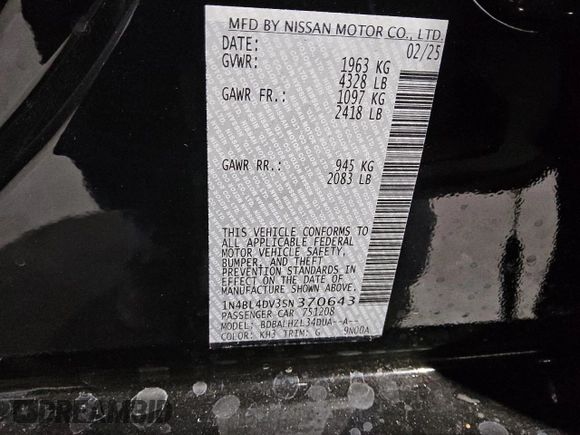 MFD BY NISSAN MOTOR CO., LTD.
DATE: 02/25
GVWR: 1963 KG
4328 LB
GAWR FR.: 1097 KG
2418 LB
GAWR RR.: 945 KG
2083 LB
THIS VEHICLE CONFORMS TO
ALL APPLICABLE FEDERAL
MOTOR VEHICLE SAFETY,
BUMPER, AND THEFT
PREVENTION STANDARDS IN
EFFECT ON THE DATE OF
MANUFACTURE SHOWN ABOVE.
1N4BL4DV3SN370643
PASSENGER CAR 751208
MODEL: BDBALHZL34DUA--A--
COLOR: KH3 TRIM: G 9N00A
DREAM3ID